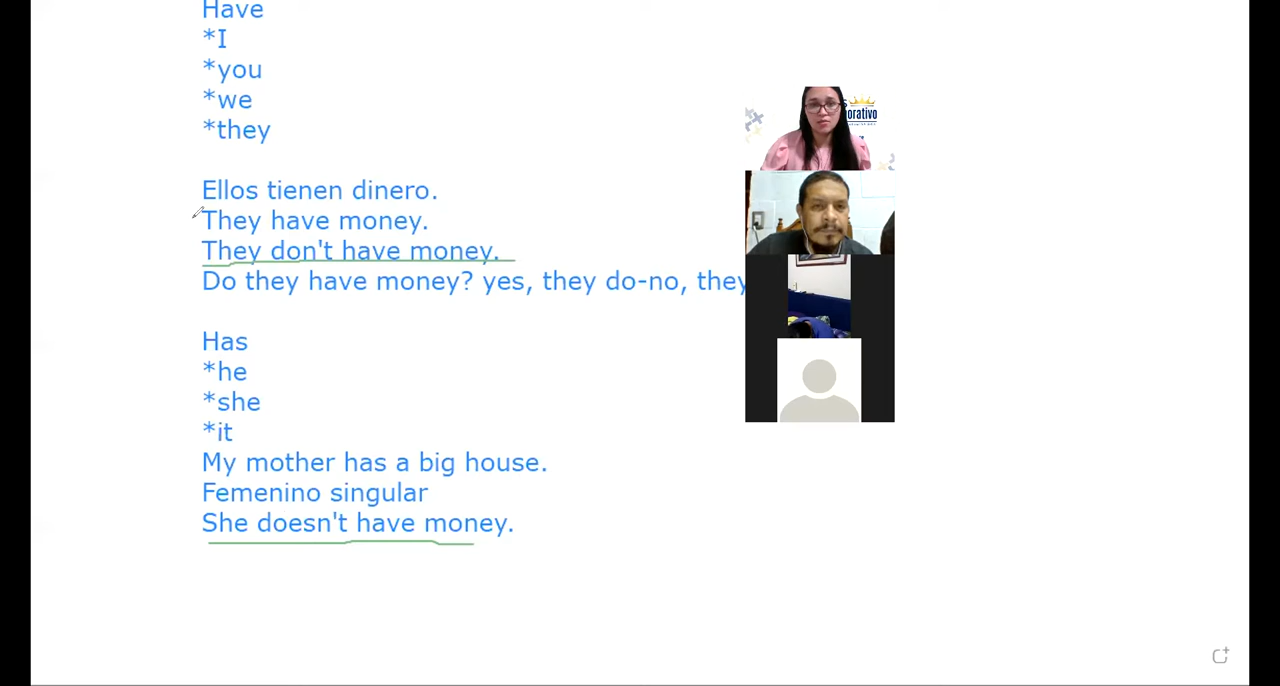 Have
*I
*you
*we
*they
Ellos tienen dinero.
They have money.
They don't have money.
Do they have money? yes, they do-no, they
Has
*he
*she
*it
My mother has a big house.
Femenino singular
She doesn't have money.
orativo